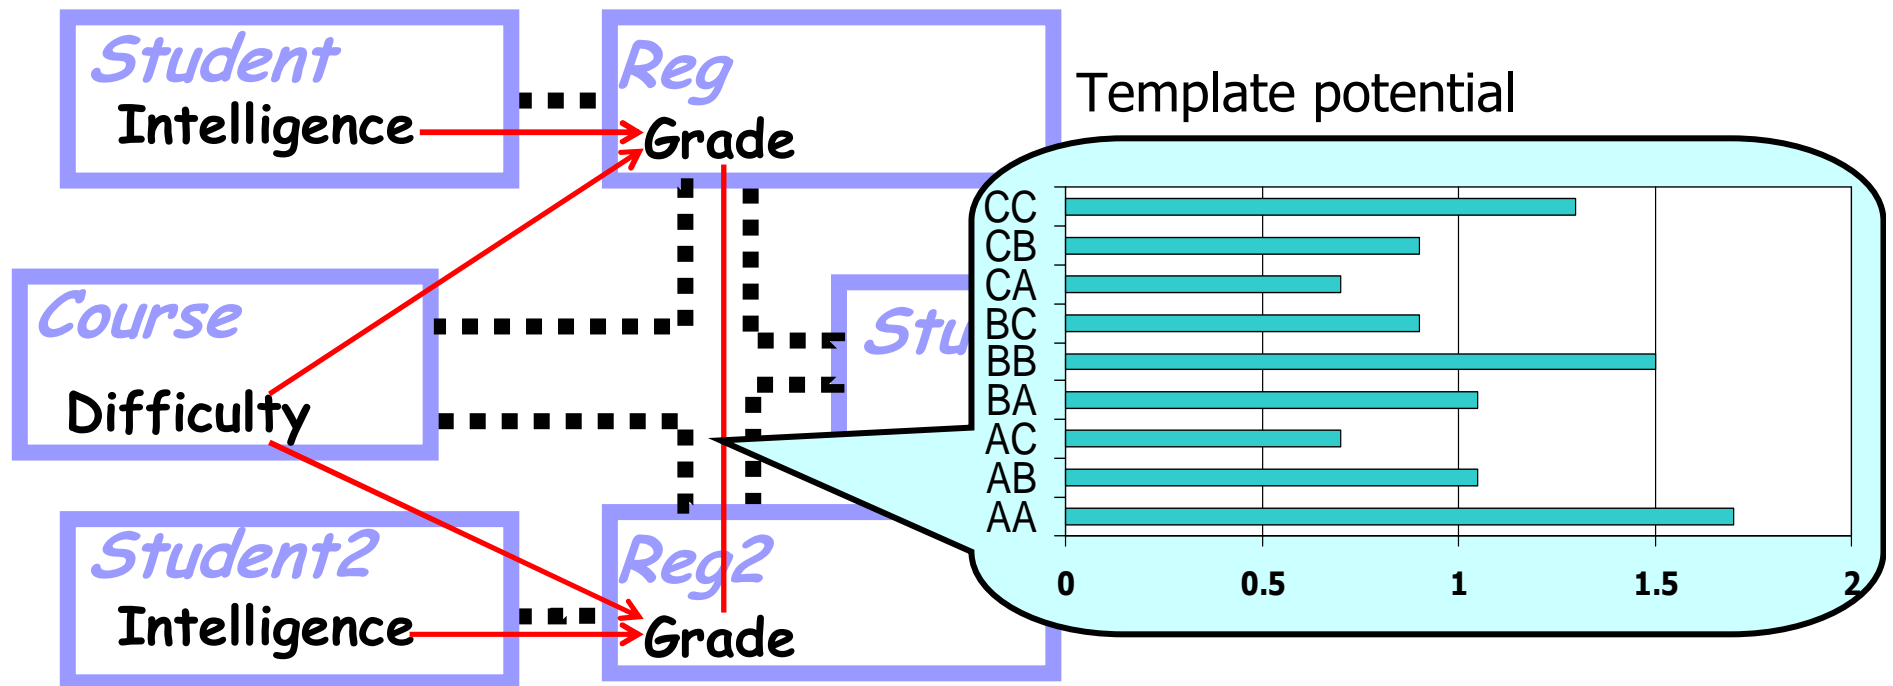 Student
Intelligence
Reg
Grade
Template potential
Course
Difficulty
Stu
CC
CB
CA
BC
BB
BA
AC
AB
AA
0 0.5 1 1.5 2
Student2
Intelligence
Reg2
Grade